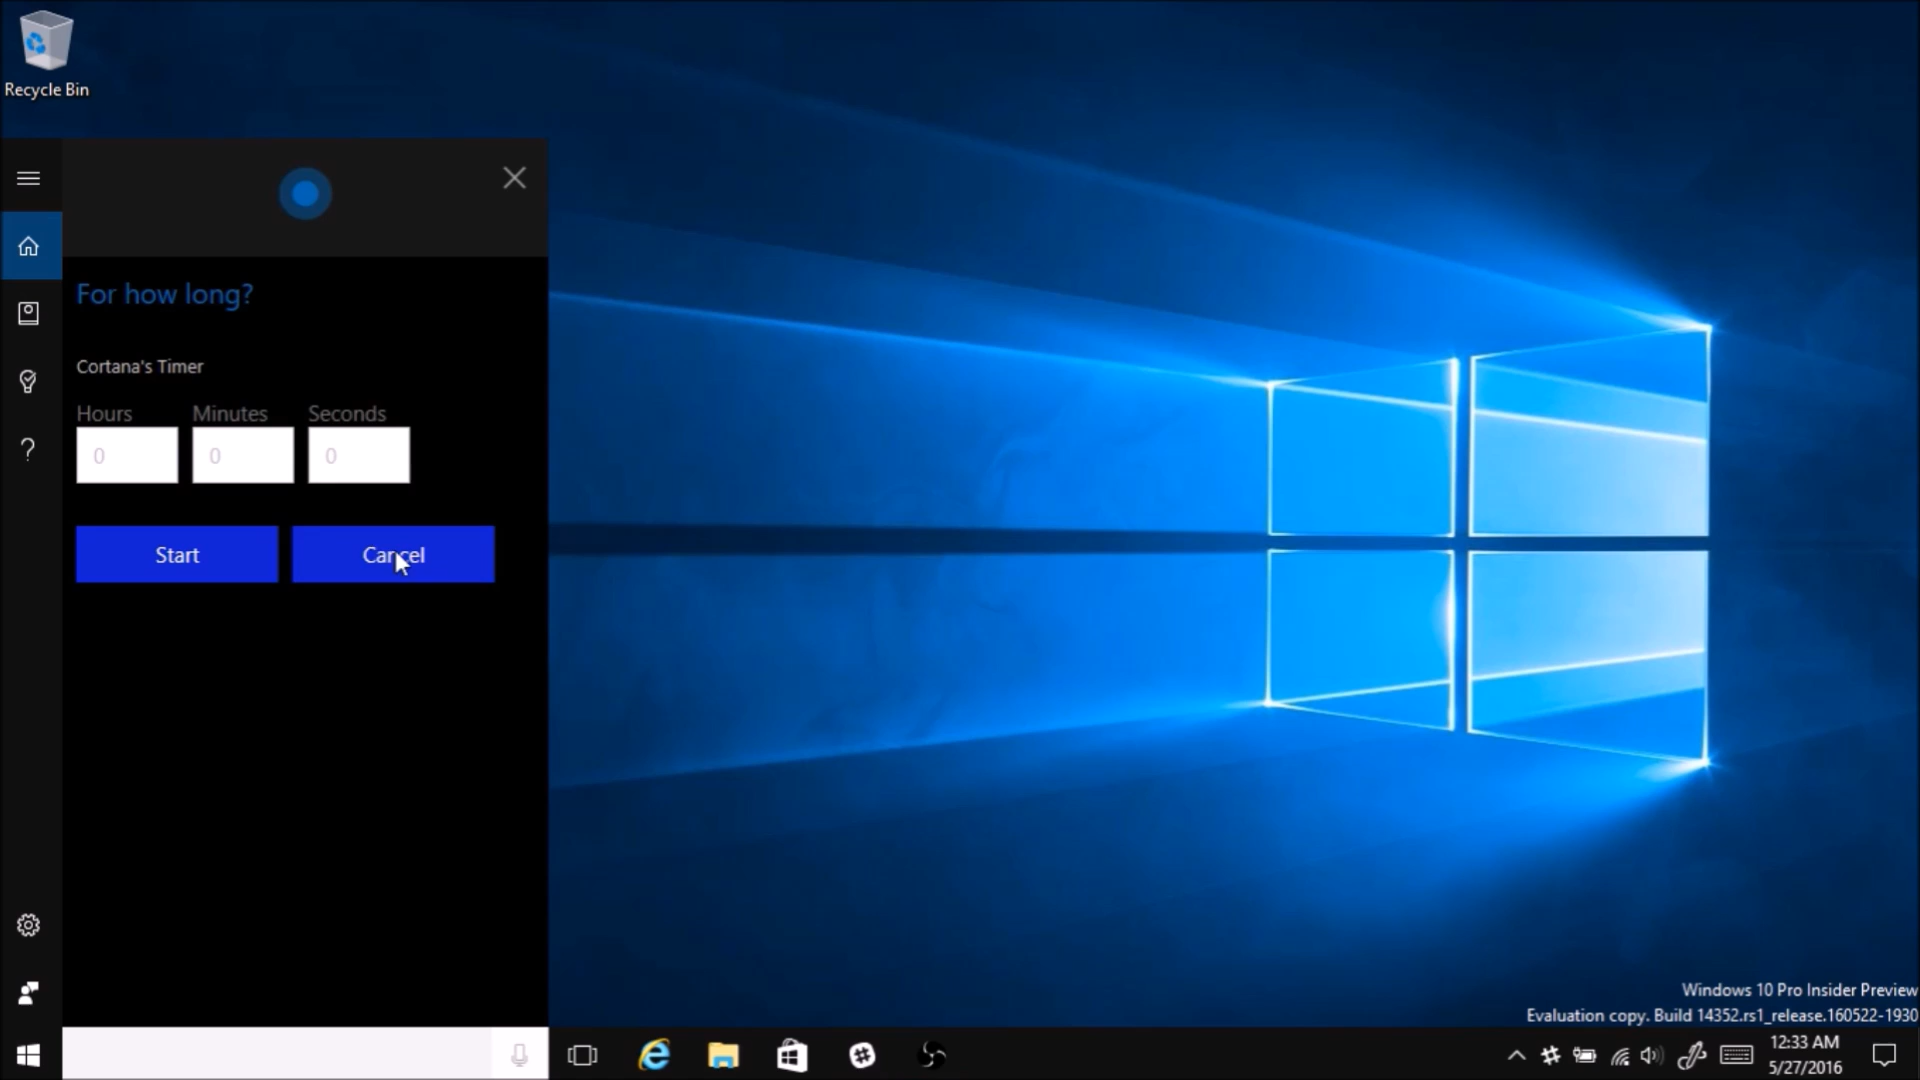 Recycle Bin
For how long?
Cortana's Timer
Hours Minutes Seconds
0 0 0
Start Cancel
Windows 10 Pro Insider Preview
Evaluation copy. Build 14352.rs1_release.160522-1930
12:33 AM
5/27/2016